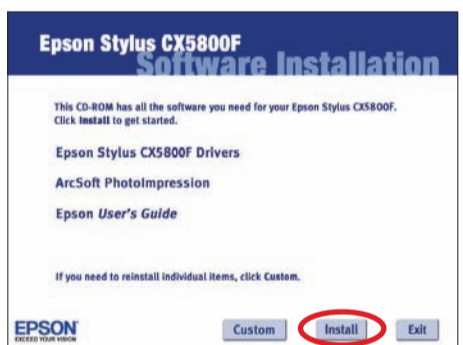 Epson Stylus CX5800F
Software Installation
This CD-ROM has all the software you need for your Epson Stylus CX5800F.
Click Install to get started.
Epson Stylus CX5800F Drivers
ArcSoft PhotoImpression
Epson User's Guide
If you need to reinstall individual items, click Custom.
EPSON
EXCEED YOUR VISION
Custom Install Exit